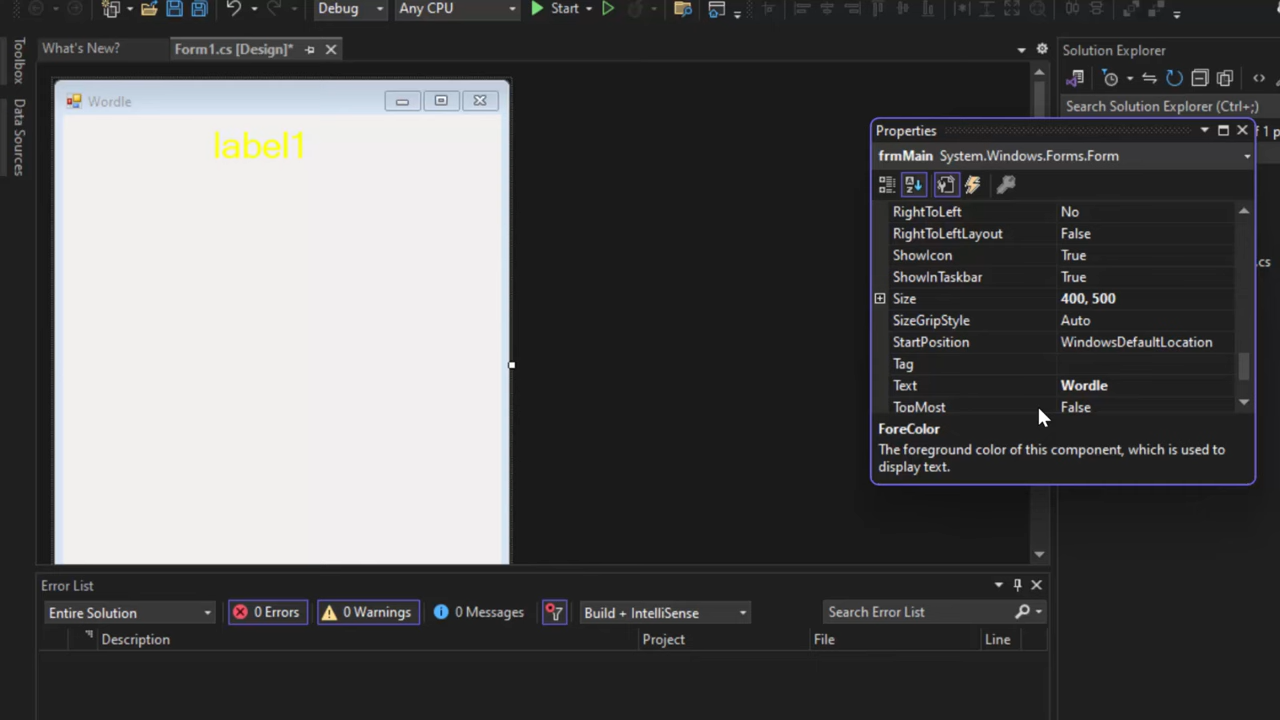 Debug
Any CPU
Start
Toolbox
Data Sources
What's New?
Form1.cs [Design]*
Wordle
label1
Solution Explorer
Search Solution Explorer (Ctrl+;)
Properties
frmMain System.Windows.Forms.Form
RightToLeft No
RightToLeftLayout False
ShowIcon True
ShowInTaskbar True
Size 400, 500
SizeGripStyle Auto
StartPosition WindowsDefaultLocation
Tag
Text Wordle
TopMost False
ForeColor
The foreground color of this component, which is used to
display text.
of 1 p
.cs
Error List
Entire Solution
0 Errors
0 Warnings
0 Messages
Build + IntelliSense
Search Error List
Description Project File Line